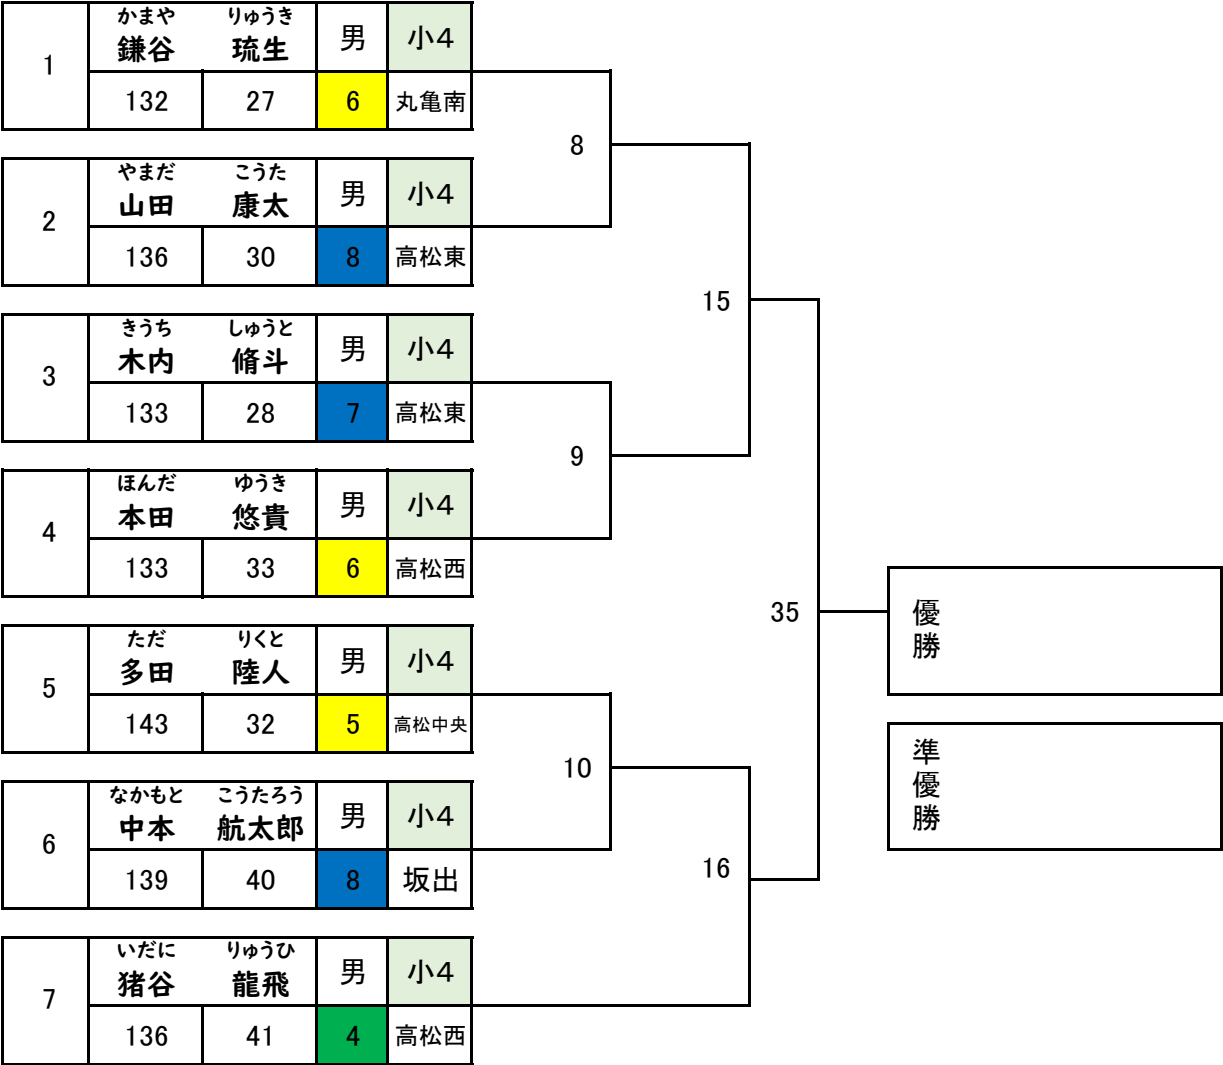 かまや りゅうき
1 鎌谷 琉生 男 小4
132 27 6 丸亀南
8
やまだ こうた
2 山田 康太 男 小4
136 30 8 高松東
15
きうち しゅうと
3 木内 脩斗 男 小4
133 28 7 高松東
9
ほんだ ゆうき
4 本田 悠貴 男 小4
133 33 6 高松西
35
優勝
ただ りくと
5 多田 陸人 男 小4
143 32 5 高松中央
10
準優勝
なかもと こうたろう
6 中本 航太郎 男 小4
139 40 8 坂出
16
いだに りゅうひ
7 猪谷 龍飛 男 小4
136 41 4 高松西